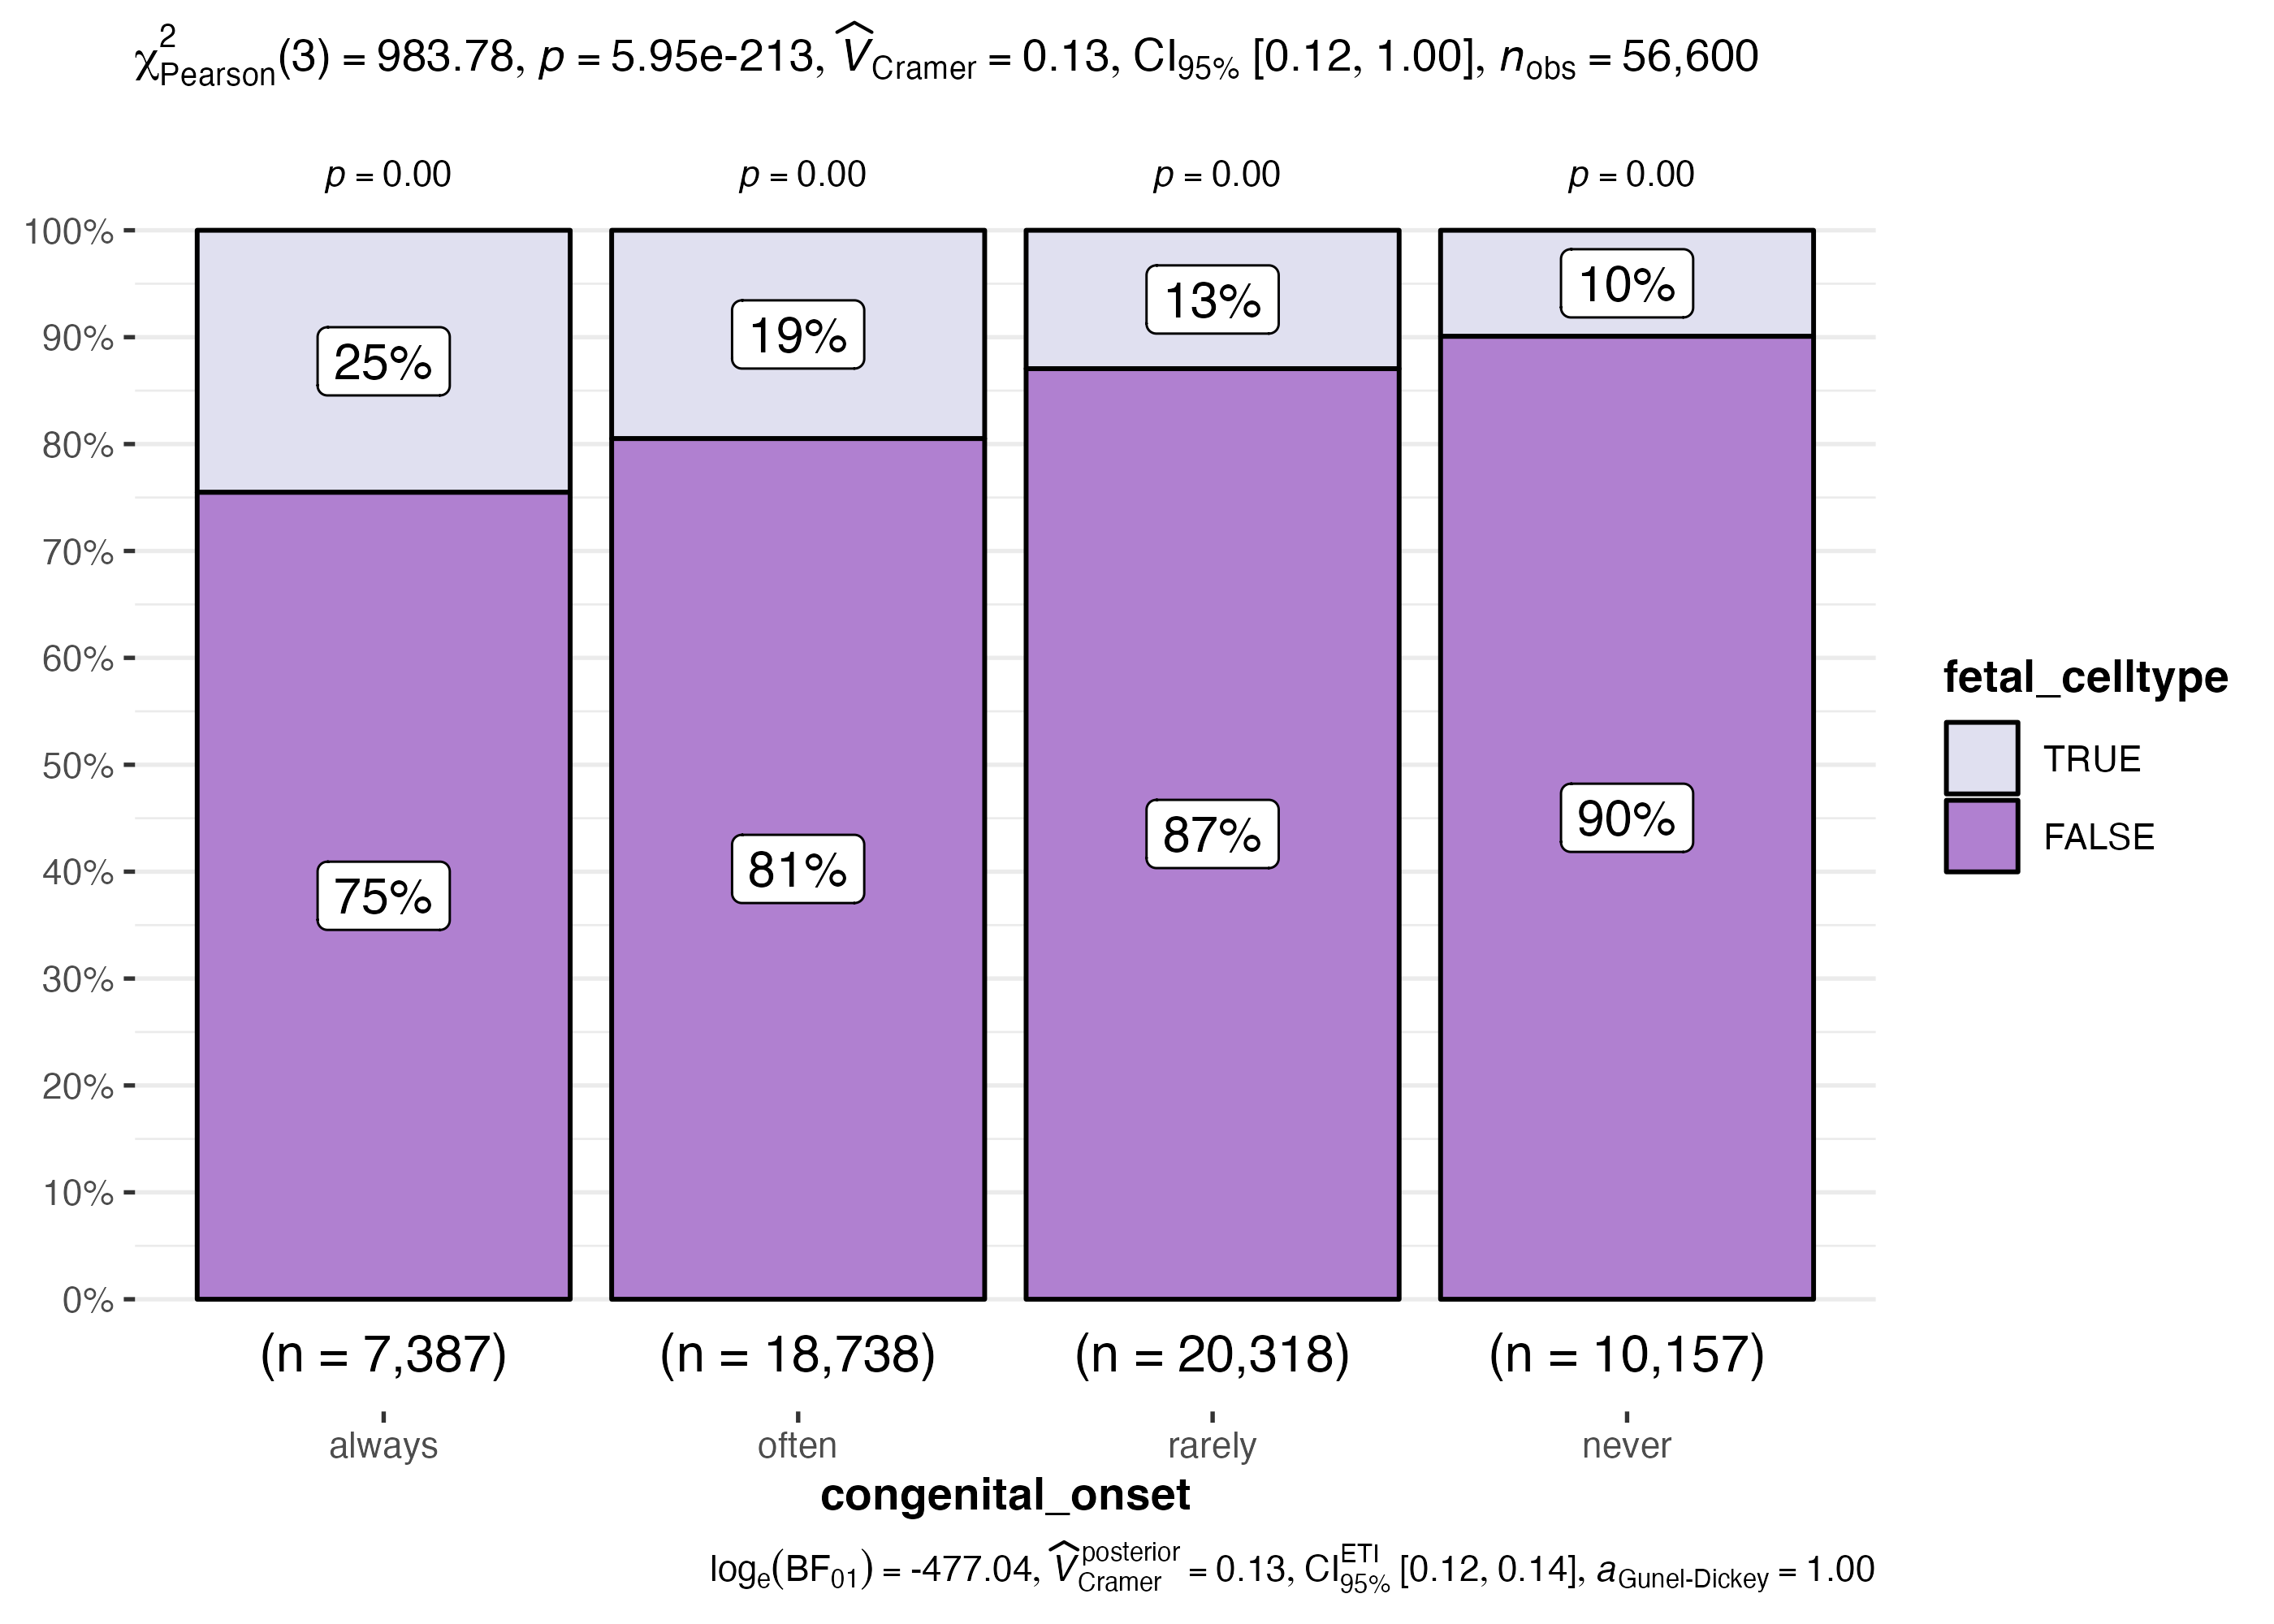 χ²Pearson(3) = 983.78, p = 5.95e-213, V̂Cramer = 0.13, CI95% [0.12, 1.00], nobs = 56,600
p = 0.00 p = 0.00 p = 0.00 p = 0.00
100%
90%
80%
70%
60%
50%
40%
30%
20%
10%
0%
25% 19% 13% 10%
75% 81% 87% 90%
(n = 7,387) (n = 18,738) (n = 20,318) (n = 10,157)
always often rarely never
congenital_onset
fetal_celltype
TRUE
FALSE
loge(BF01) = -477.04, V̂posterior Cramer = 0.13, CIETI 95% [0.12, 0.14], aGunel-Dickey = 1.00